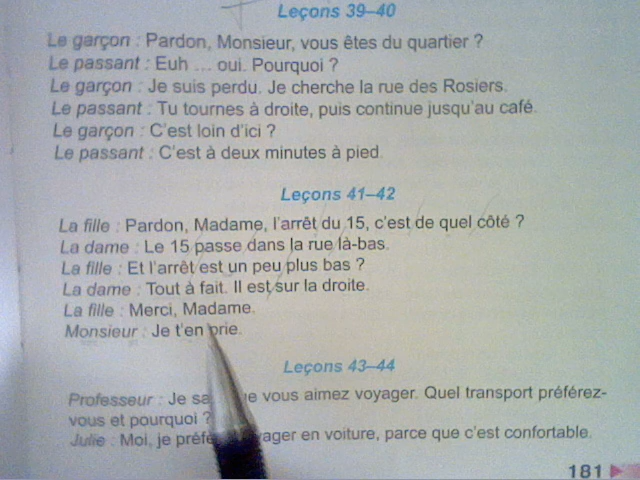 Leçons 39–40
Le garçon : Pardon, Monsieur, vous êtes du quartier ?
Le passant : Euh ... oui. Pourquoi ?
Le garçon : Je suis perdu. Je cherche la rue des Rosiers.
Le passant : Tu tournes à droite, puis continue jusqu'au café.
Le garçon : C'est loin d'ici ?
Le passant : C'est à deux minutes à pied.
Leçons 41–42
La fille : Pardon, Madame, l'arrêt du 15, c'est de quel côté ?
La dame : Le 15 passe dans la rue là-bas.
La fille : Et l'arrêt est un peu plus bas ?
La dame : Tout à fait. Il est sur la droite.
La fille : Merci, Madame.
Monsieur : Je t'en prie.
Leçons 43–44
Professeur : Je vous aimez voyager. Quel transport préférez-
vous et pourquoi ?
Julie : Moi, je en voiture, parce que c'est confortable.
181